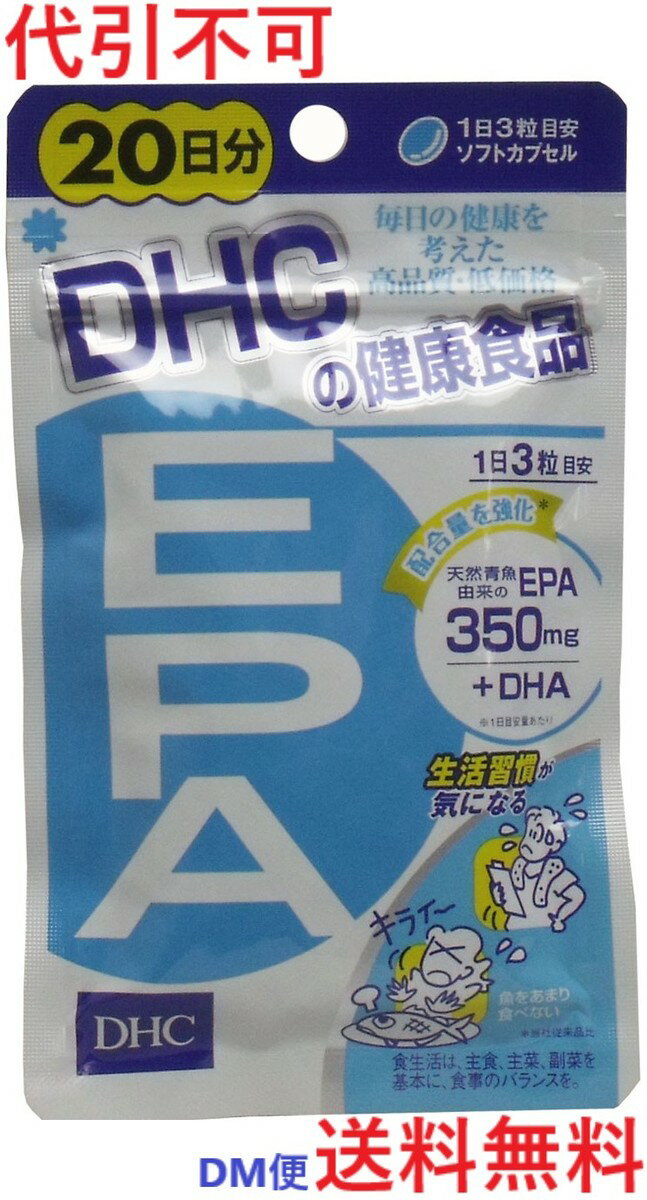 代引不可
20日分
1日3粒目安
ソフトカプセル
毎日の健康を
考えた
高品質・低価格
DHC
の健康食品
EPA
1日3粒目安
配合量を強化*
天然青魚
由来の EPA
350mg
+DHA
※1日目安量あたり
生活習慣が
気になる
キライ〜
魚をあまり
食べない
*当社従来品比
DHC
食生活は、主食、主菜、副菜を
基本に、食事のバランスを。
DM便送料無料